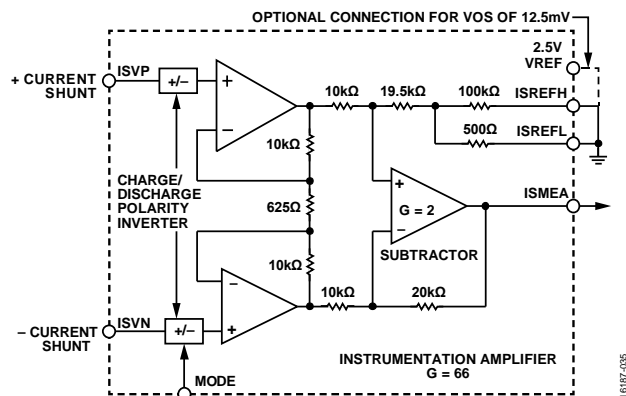 OPTIONAL CONNECTION FOR VOS OF 12.5mV
2.5V
VREF
+ CURRENT
SHUNT
ISVP
+/–
+
–
10kΩ
19.5kΩ
100kΩ
ISREFH
500Ω
ISREFL
10kΩ
CHARGE/
DISCHARGE
POLARITY
INVERTER
625Ω
+
G = 2
–
ISMEA
SUBTRACTOR
10kΩ
–
+
10kΩ
20kΩ
– CURRENT
SHUNT
ISVN
+/–
INSTRUMENTATION AMPLIFIER
G = 66
MODE
16187-035